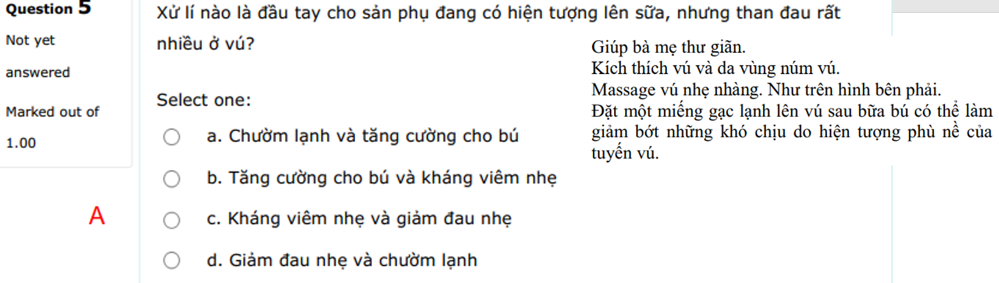 Question 5
Not yet
answered
Marked out of
1.00
A
Xử lí nào là đầu tay cho sản phụ đang có hiện tượng lên sữa, nhưng than đau rất
nhiều ở vú?
Select one:
a. Chườm lạnh và tăng cường cho bú
b. Tăng cường cho bú và kháng viêm nhẹ
c. Kháng viêm nhẹ và giảm đau nhẹ
d. Giảm đau nhẹ và chườm lạnh
Giúp bà mẹ thư giãn.
Kích thích vú và da vùng núm vú.
Massage vú nhẹ nhàng. Như trên hình bên phải.
Đặt một miếng gạc lạnh lên vú sau bữa bú có thể làm
giảm bớt những khó chịu do hiện tượng phù nề của
tuyến vú.